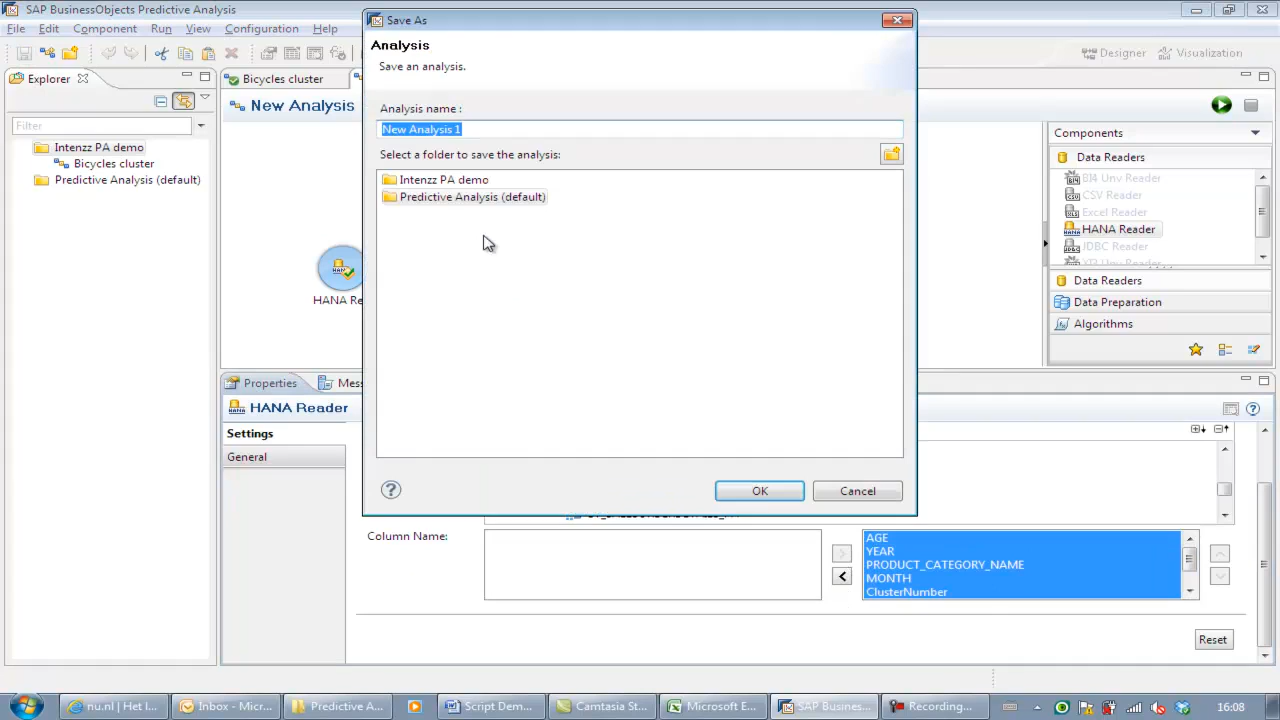 SAP BusinessObjects Predictive Analysis
File Edit Component Run View Configuration Help
Designer Visualization
Explorer
Filter
Intenzz PA demo
Bicycles cluster
Predictive Analysis (default)
Bicycles cluster
New Analysis
HANA Re
Save As
Analysis
Save an analysis.
Analysis name :
New Analysis 1
Select a folder to save the analysis:
Intenzz PA demo
Predictive Analysis (default)
OK Cancel
Components
Data Readers
BI4 Unv Reader
CSV Reader
Excel Reader
HANA Reader
JDBC Reader
XI3 Unv Reader
Data Readers
Data Preparation
Algorithms
Properties Mess
HANA Reader
Settings
General
Column Name:
AGE
YEAR
PRODUCT_CATEGORY_NAME
MONTH
ClusterNumber
Reset
nu.nl | Het l... Inbox - Micr... Predictive A... Script Dem... Camtasia St... Microsoft E... SAP Busines... Recording... 16:08